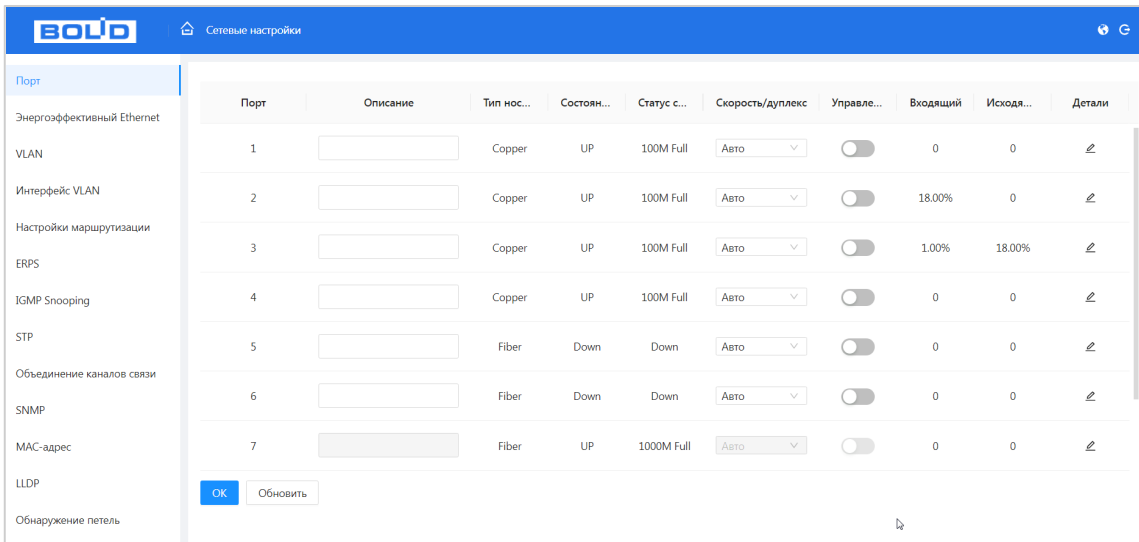 BOLID
Сетевые настройки
Порт
Энергоэффективный Ethernet
VLAN
Интерфейс VLAN
Настройки маршрутизации
ERPS
IGMP Snooping
STP
Объединение каналов связи
SNMP
MAC-адрес
LLDP
Обнаружение петель
Порт Описание Тип нос... Состоян... Статус с... Скорость/дуплекс Управле... Входящий Исходя... Детали
1 Copper UP 100M Full Авто 0 0
2 Copper UP 100M Full Авто 18.00% 0
3 Copper UP 100M Full Авто 1.00% 18.00%
4 Copper UP 100M Full Авто 0 0
5 Fiber Down Down Авто 0 0
6 Fiber Down Down Авто 0 0
7 Fiber UP 1000M Full Авто 0 0
OK Обновить